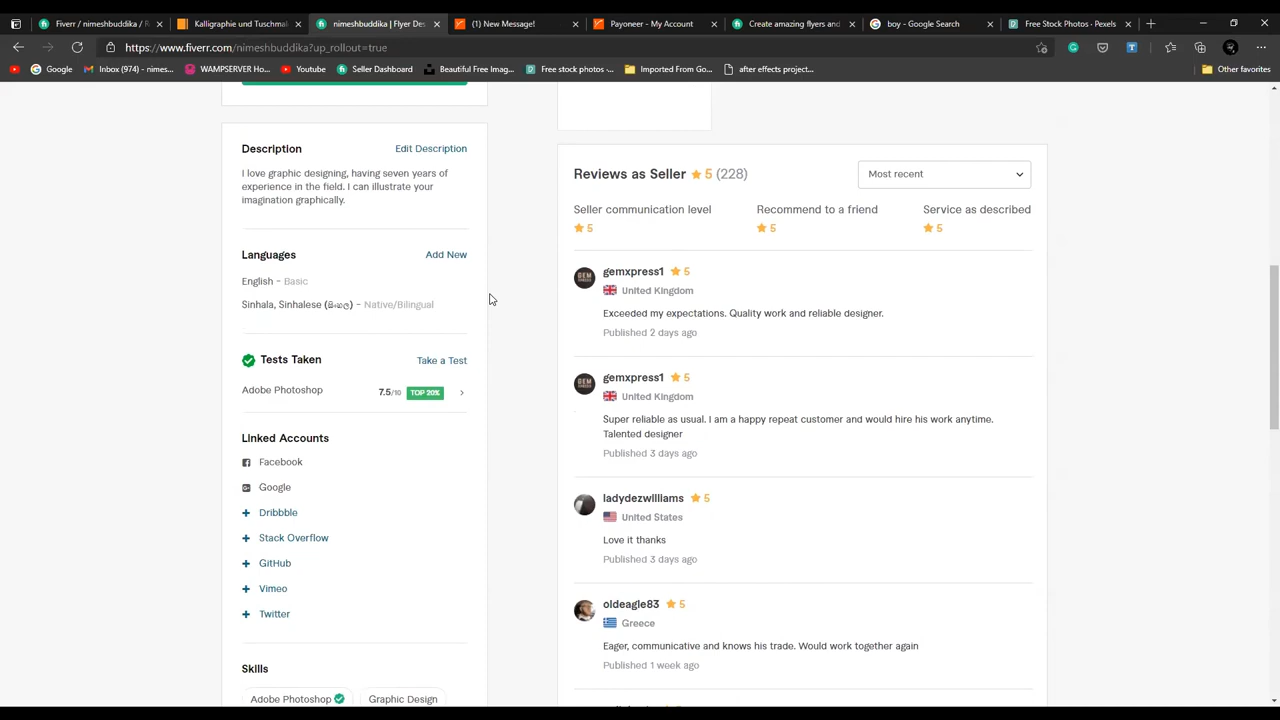 Fiverr / nimeshbuddika / R
Kalligraphie und Tuschmale
nimeshbuddika | Flyer Des
(1) New Message!
Payoneer - My Account
Create amazing flyers and
boy - Google Search
Free Stock Photos · Pexels
https://www.fiverr.com/nimeshbuddika?up_rollout=true
Google
Inbox (974) - nimes...
WAMPSERVER Ho...
Youtube
Seller Dashboard
Beautiful Free Imag...
Free stock photos ·...
Imported From Go...
after effects project...
Other favorites
Description
Edit Description
I love graphic designing, having seven years of
experience in the field. I can illustrate your
imagination graphically.
Languages
Add New
English - Basic
Sinhala, Sinhalese (සිංහල) - Native/Bilingual
Tests Taken
Take a Test
Adobe Photoshop
7.5/10 TOP 20%
Linked Accounts
Facebook
Google
Dribbble
Stack Overflow
GitHub
Vimeo
Twitter
Skills
Adobe Photoshop
Graphic Design
Reviews as Seller 5 (228)
Most recent
Seller communication level
Recommend to a friend
Service as described
5
5
5
gemxpress1 5
United Kingdom
Exceeded my expectations. Quality work and reliable designer.
Published 2 days ago
gemxpress1 5
United Kingdom
Super reliable as usual. I am a happy repeat customer and would hire his work anytime.
Talented designer
Published 3 days ago
ladydezwilliams 5
United States
Love it thanks
Published 3 days ago
oldeagle83 5
Greece
Eager, communicative and knows his trade. Would work together again
Published 1 week ago